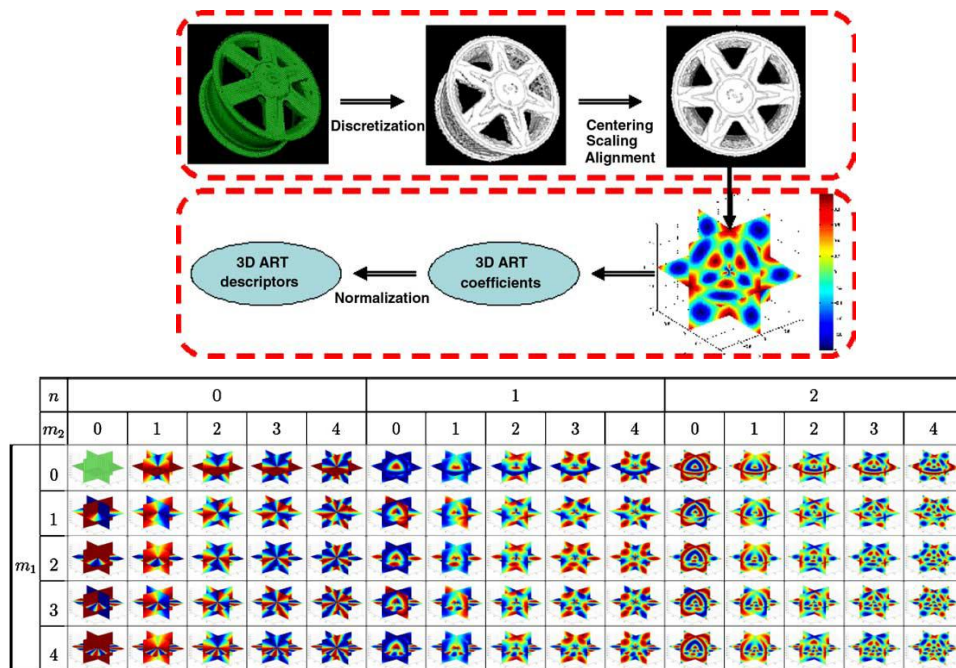 Discretization
Centering
Scaling
Alignment
3D ART
descriptors
Normalization
3D ART
coefficients
n 0 1 2
m₂ 0 1 2 3 4 0 1 2 3 4 0 1 2 3 4
0
1
m₁ 2
3
4